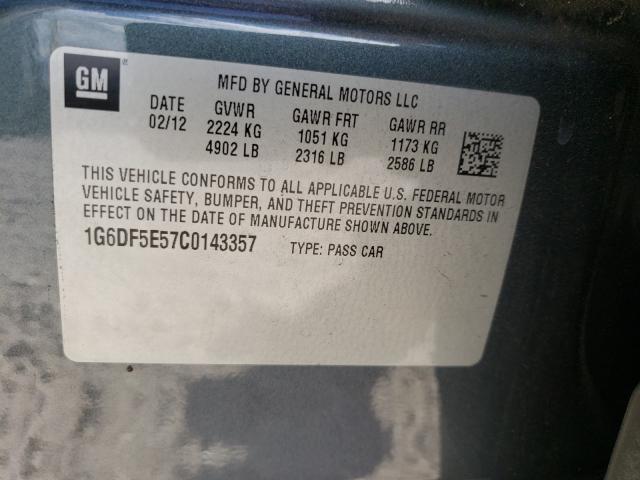 GM
MFD BY GENERAL MOTORS LLC
DATE GVWR GAWR FRT GAWR RR
02/12 2224 KG 1051 KG 1173 KG
4902 LB 2316 LB 2586 LB
THIS VEHICLE CONFORMS TO ALL APPLICABLE U.S. FEDERAL MOTOR
VEHICLE SAFETY, BUMPER, AND THEFT PREVENTION STANDARDS IN
EFFECT ON THE DATE OF MANUFACTURE SHOWN ABOVE.
1G6DF5E57C0143357 TYPE: PASS CAR